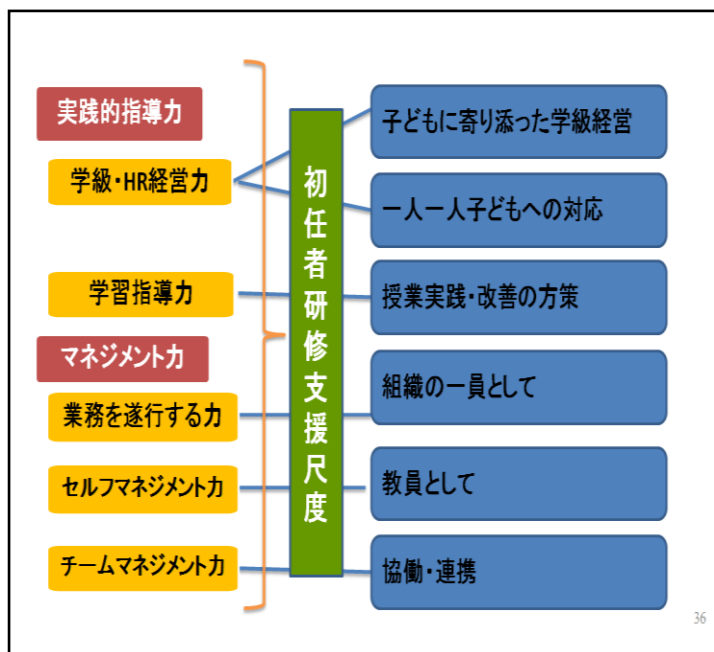 実践的指導力
学級・HR経営力
学習指導力
マネジメント力
業務を遂行する力
セルフマネジメント力
チームマネジメント力
初任者研修支援尺度
子どもに寄り添った学級経営
一人一人子どもへの対応
授業実践・改善の方策
組織の一員として
教員として
協働・連携
36